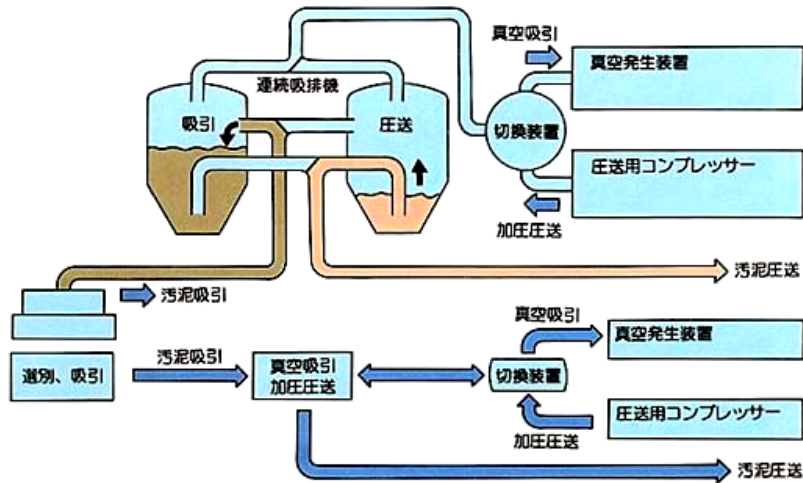 真空吸引
真空発生装置
連続吸排機
吸引
圧送
切換装置
圧送用コンプレッサー
加圧圧送
汚泥圧送
汚泥吸引
真空吸引
真空発生装置
選別、吸引
汚泥吸引
真空吸引
加圧圧送
切換装置
圧送用コンプレッサー
加圧圧送
汚泥圧送